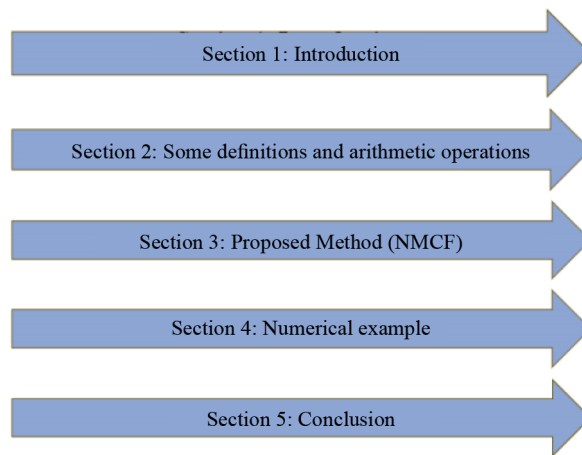 Section 1: Introduction
Section 2: Some definitions and arithmetic operations
Section 3: Proposed Method (NMCF)
Section 4: Numerical example
Section 5: Conclusion